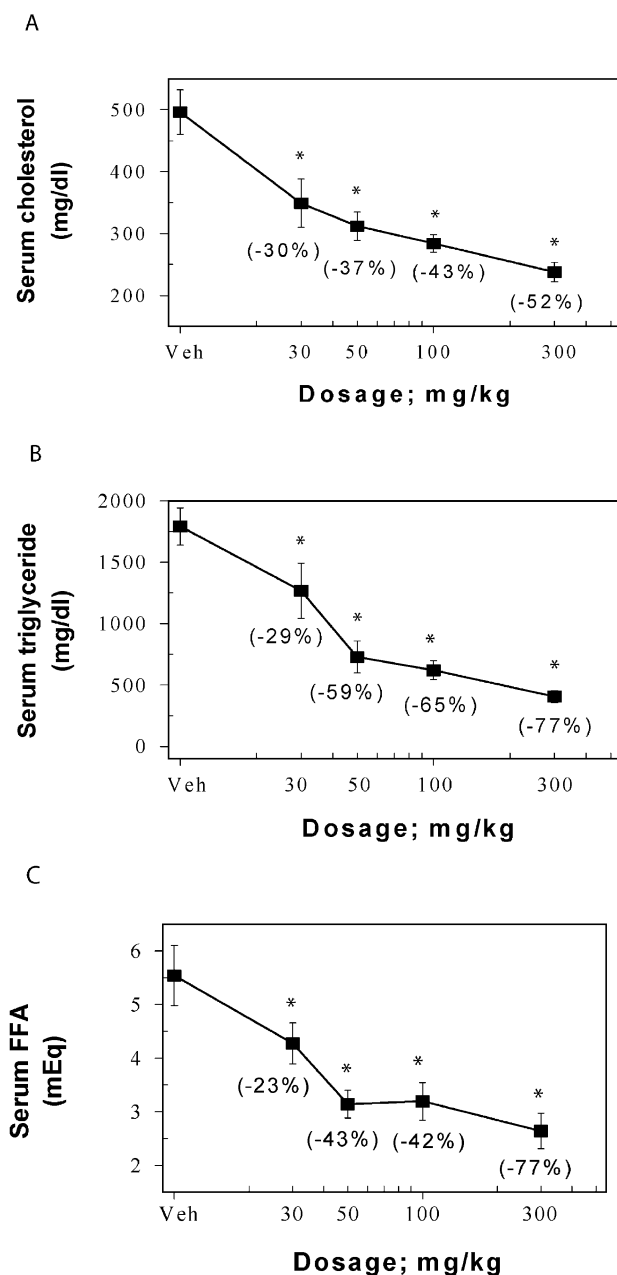 A
Serum cholesterol
(mg/dl)
500
400
300
200
*
*
*
*
(-30%)
(-37%)
(-43%)
(-52%)
Veh 30 50 100 300
Dosage; mg/kg
B
Serum triglyceride
(mg/dl)
2000
1500
1000
500
0
*
*
*
*
(-29%)
(-59%)
(-65%)
(-77%)
Veh 30 50 100 300
Dosage; mg/kg
C
Serum FFA
(mEq)
6
5
4
3
2
*
*
*
*
(-23%)
(-43%)
(-42%)
(-77%)
Veh 30 50 100 300
Dosage; mg/kg